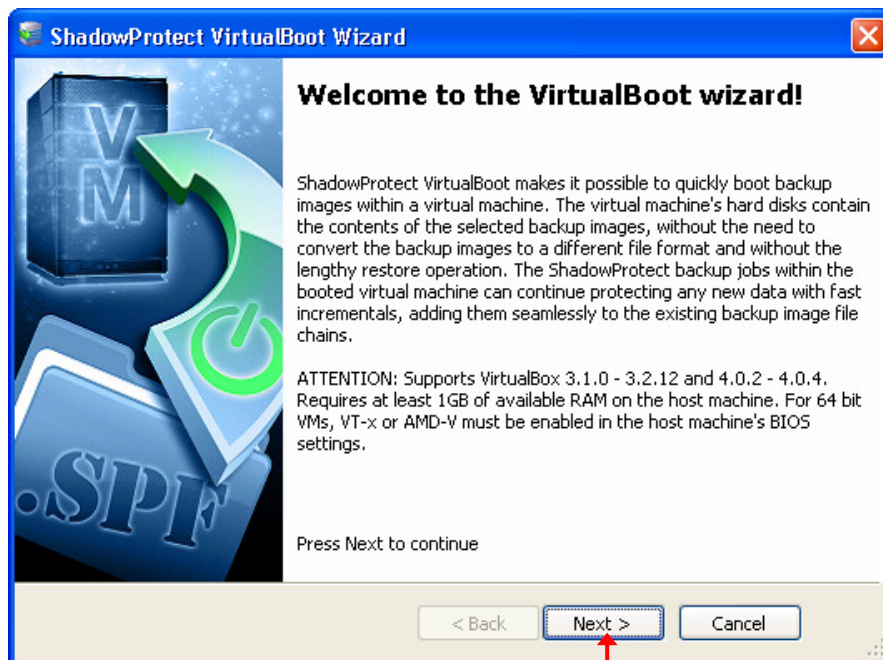 ShadowProtect VirtualBoot Wizard
Welcome to the VirtualBoot wizard!
VM
.SPF
ShadowProtect VirtualBoot makes it possible to quickly boot backup
images within a virtual machine. The virtual machine's hard disks contain
the contents of the selected backup images, without the need to
convert the backup images to a different file format and without the
lengthy restore operation. The ShadowProtect backup jobs within the
booted virtual machine can continue protecting any new data with fast
incrementals, adding them seamlessly to the existing backup image file
chains.
ATTENTION: Supports VirtualBox 3.1.0 - 3.2.12 and 4.0.2 - 4.0.4.
Requires at least 1GB of available RAM on the host machine. For 64 bit
VMs, VT-x or AMD-V must be enabled in the host machine's BIOS
settings.
Press Next to continue
< Back
Next >
Cancel